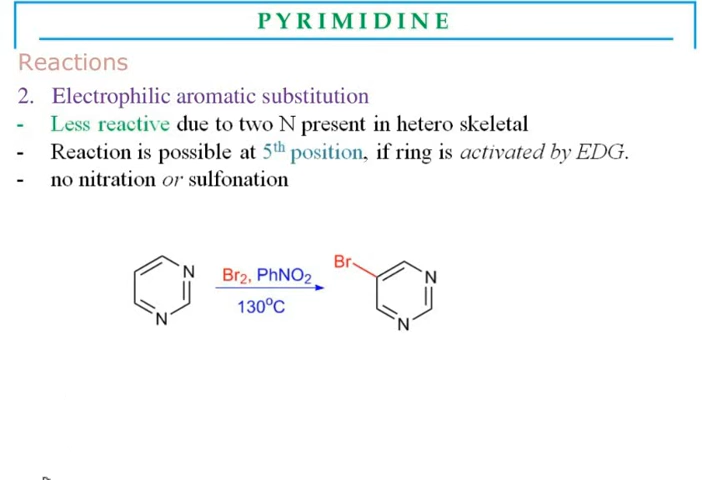 PYRIMIDINE
Reactions
2. Electrophilic aromatic substitution
- Less reactive due to two N present in hetero skeletal
- Reaction is possible at 5th position, if ring is activated by EDG.
- no nitration or sulfonation
Br
N
Br2, PhNO2
N
130°C
N
N